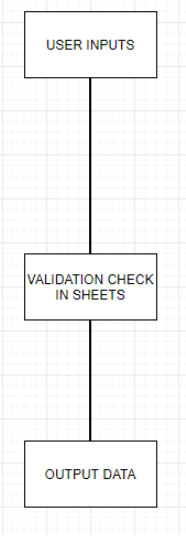 USER INPUTS
VALIDATION CHECK
IN SHEETS
OUTPUT DATA